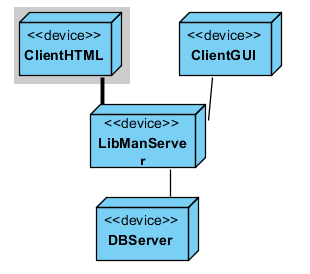 <<device>>
ClientHTML
<<device>>
ClientGUI
<<device>>
LibManServe
r
<<device>>
DBServer